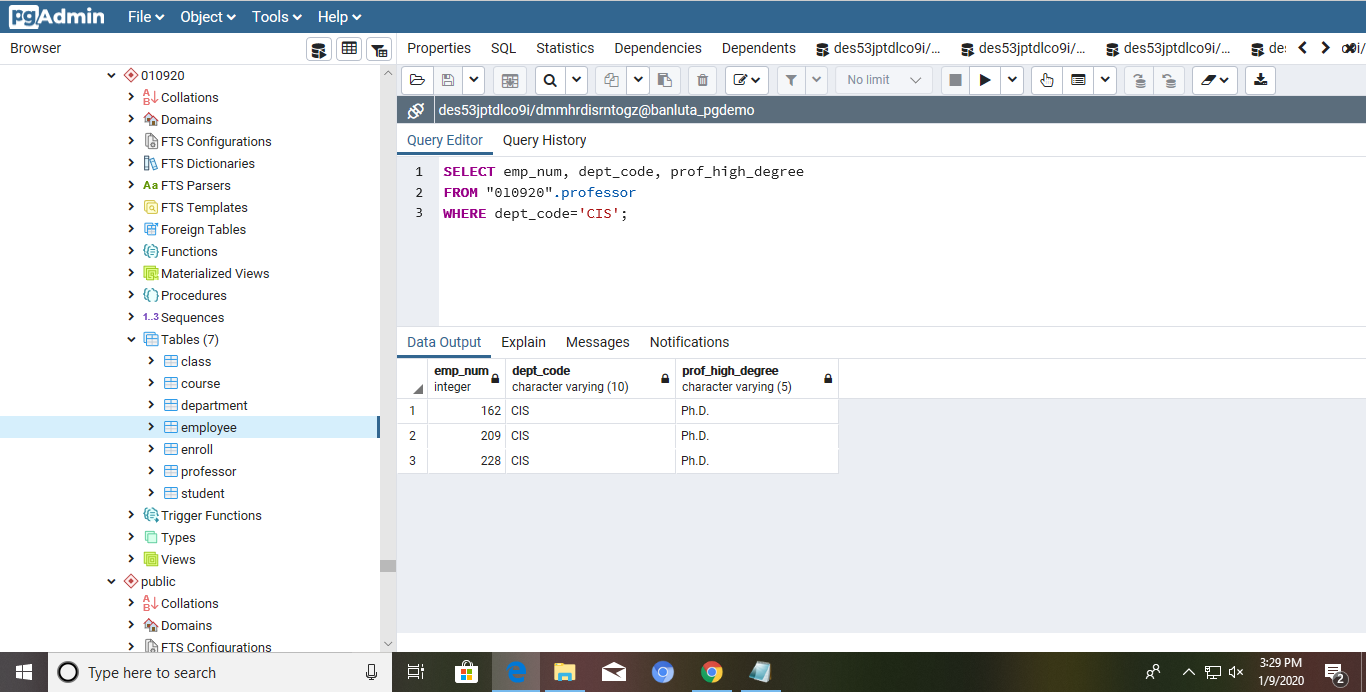 pgAdmin File Object Tools Help
Browser
Properties SQL Statistics Dependencies Dependents des53jptdlco9i/... des53jptdlco9i/... des53jptdlco9i/... de:
No limit
des53jptdlco9i/dmmhrdisrntogz@banluta_pgdemo
Query Editor Query History
1 SELECT emp_num, dept_code, prof_high_degree
2 FROM "010920".professor
3 WHERE dept_code='CIS';
Data Output Explain Messages Notifications
emp_num dept_code prof_high_degree
integer character varying (10) character varying (5)
1 162 CIS Ph.D.
2 209 CIS Ph.D.
3 228 CIS Ph.D.
010920
Collations
Domains
FTS Configurations
FTS Dictionaries
Aa FTS Parsers
FTS Templates
Foreign Tables
Functions
Materialized Views
Procedures
1..3 Sequences
Tables (7)
class
course
department
employee
enroll
professor
student
Trigger Functions
Types
Views
public
Collations
Domains
FTS Configurations
Type here to search
3:29 PM
1/9/2020
2